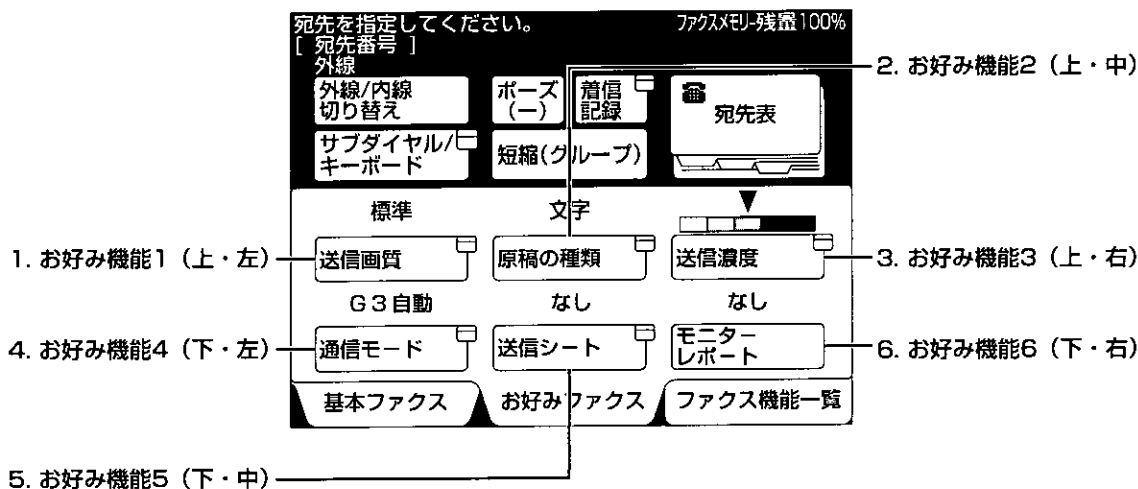 宛先を指定してください。 ファクスメモリー残量100%
[ 宛先番号 ]
外線
外線/内線
切り替え
ポーズ
(ー)
着信
記録
宛先表
サブダイヤル/
キーボード
短縮(グループ)
2. お好み機能2(上・中)
標準
文字
1. お好み機能1(上・左)
送信画質
原稿の種類
送信濃度
3. お好み機能3(上・右)
G3自動
なし
なし
4. お好み機能4(下・左)
通信モード
送信シート
モニター
レポート
6. お好み機能6(下・右)
基本ファクス
お好みファクス
ファクス機能一覧
5. お好み機能5(下・中)